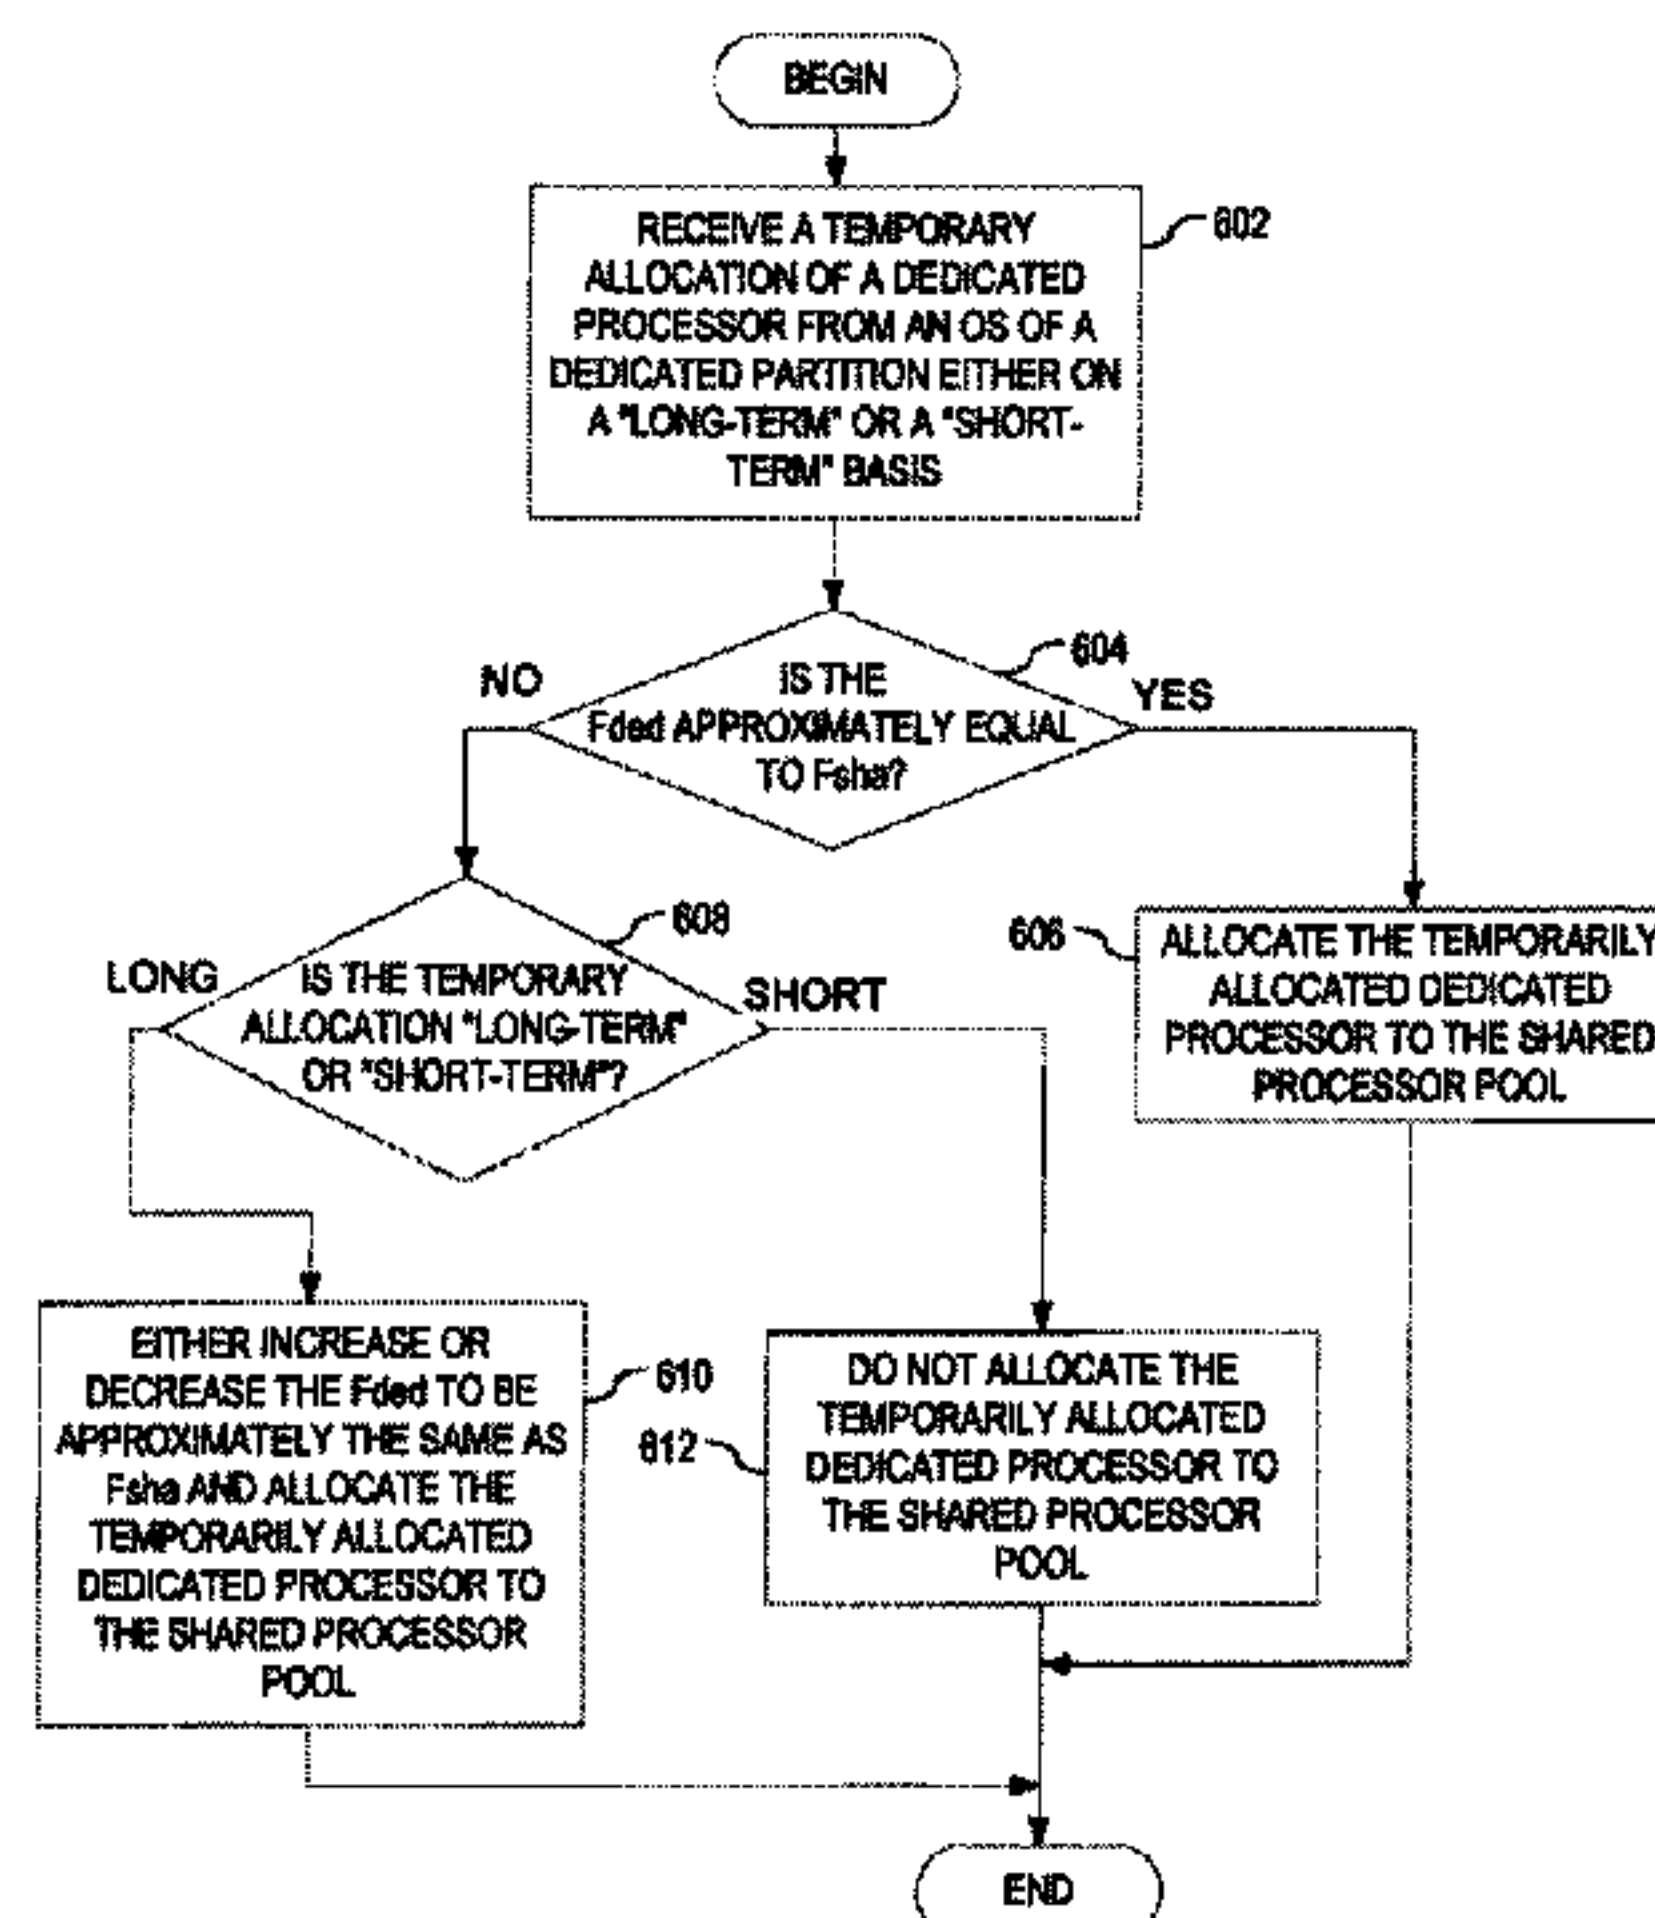 BEGIN
602
RECEIVE A TEMPORARY
ALLOCATION OF A DEDICATED
PROCESSOR FROM AN OS OF A
DEDICATED PARTITION EITHER ON
A "LONG-TERM" OR A "SHORT-
TERM" BASIS
604
NO
YES
IS THE
Fded APPROXIMATELY EQUAL
TO Fsha?
608
606
LONG
SHORT
IS THE TEMPORARY
ALLOCATION "LONG-TERM"
OR "SHORT-TERM"?
ALLOCATE THE TEMPORARILY
ALLOCATED DEDICATED
PROCESSOR TO THE SHARED
PROCESSOR POOL
EITHER INCREASE OR
DECREASE THE Fded TO BE
APPROXIMATELY THE SAME AS
Fsha AND ALLOCATE THE
TEMPORARILY ALLOCATED
DEDICATED PROCESSOR TO
THE SHARED PROCESSOR
POOL
610
612
DO NOT ALLOCATE THE
TEMPORARILY ALLOCATED
DEDICATED PROCESSOR TO
THE SHARED PROCESSOR
POOL
END